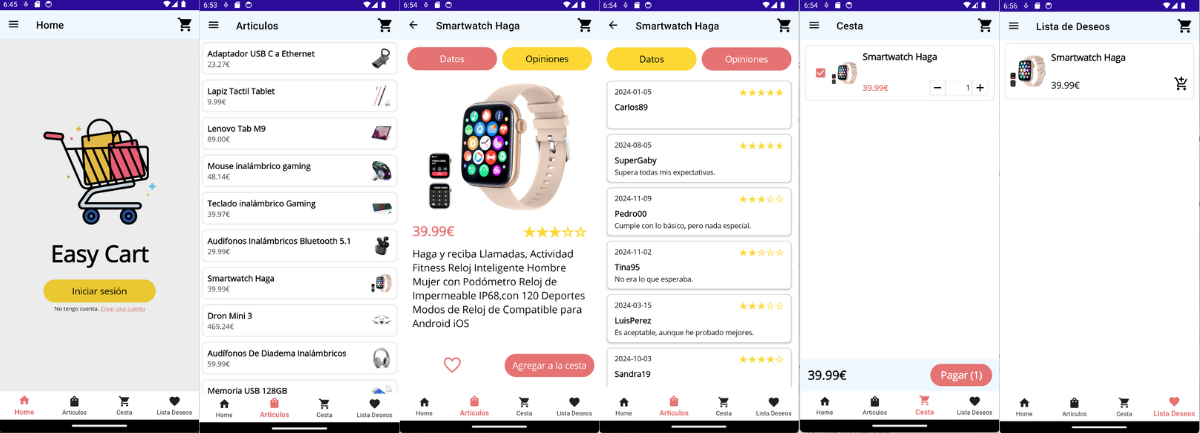 6:45
Home
Easy Cart
Iniciar sesión
No tengo cuenta. Crear una cuenta
Home
Articulos
Cesta
Lista Deseos
6:53
Articulos
Adaptador USB C a Ethernet
23.27€
Lapiz Tactil Tablet
9.99€
Lenovo Tab M9
89.00€
Mouse inalámbrico gaming
48.14€
Teclado inalámbrico Gaming
39.97€
Audifonos Inalámbricos Bluetooth 5.1
29.99€
Smartwatch Haga
39.99€
Dron Mini 3
469.24€
Audífonos De Diadema Inalámbricos
59.99€
Memoria USB 128GB
Home
Articulos
Cesta
Lista Deseos
6:54
Smartwatch Haga
Datos
Opiniones
39.99€
Haga y reciba Llamadas, Actividad
Fitness Reloj Inteligente Hombre
Mujer con Podómetro Reloj de
Impermeable IP68,con 120 Deportes
Modos de Reloj de Compatible para
Android iOS
Agregar a la cesta
Home
Articulos
Cesta
Lista Deseos
6:54
Smartwatch Haga
Datos
Opiniones
2024-01-05
Carlos89
2024-08-05
SuperGaby
Supera todas mis expectativas.
2024-11-09
Pedro00
Cumple con lo básico, pero nada especial.
2024-11-02
Tina95
No era lo que esperaba.
2024-03-15
LuisPerez
Es aceptable, aunque he probado mejores.
2024-10-03
Sandra19
Home
Articulos
Cesta
Lista Deseos
6:54
Cesta
Smartwatch Haga
39.99€
1
39.99€
Pagar (1)
Home
Articulos
Cesta
Lista Deseos
6:56
Lista de Deseos
Smartwatch Haga
39.99€
Home
Articulos
Cesta
Lista Deseos